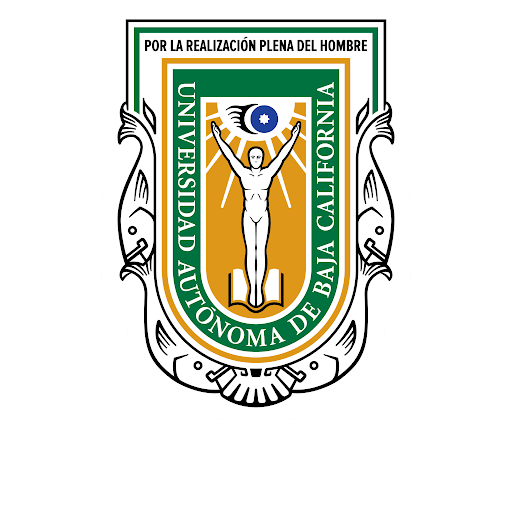 POR LA REALIZACIÓN PLENA DEL HOMBRE
UNIVERSIDAD AUTÓNOMA DE BAJA CALIFORNIA